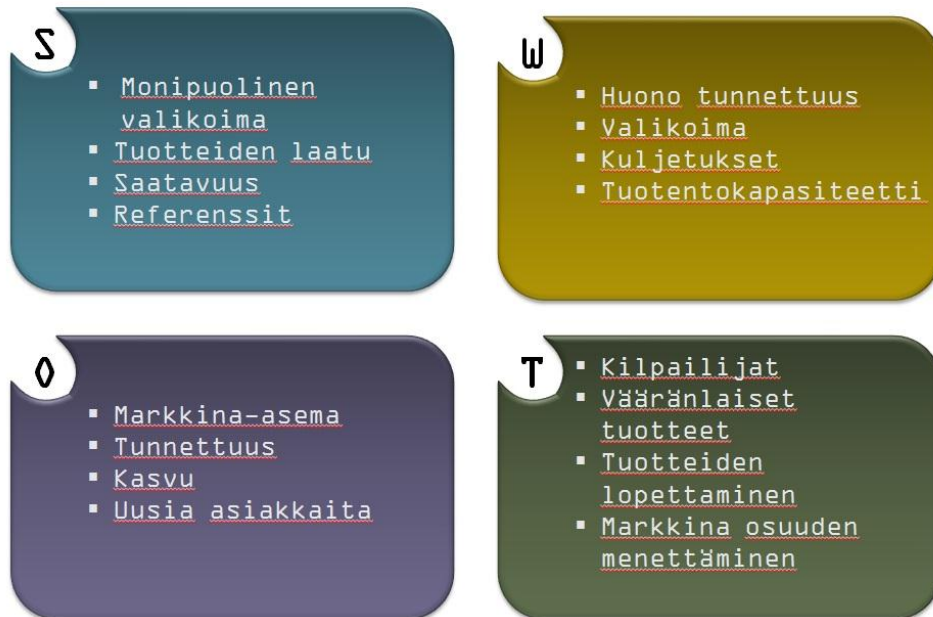 S
Monipuolinen
valikoima
Tuotteiden laatu
Saatavuus
Referenssit
W
Huono tunnettuus
Valikoima
Kuljetukset
Tuotentokapasiteetti
O
Markkina-asema
Tunnettuus
Kasvu
Uusia asiakkaita
T
Kilpailijat
Vääränlaiset
tuotteet
Tuotteiden
lopettaminen
Markkina osuuden
menettäminen